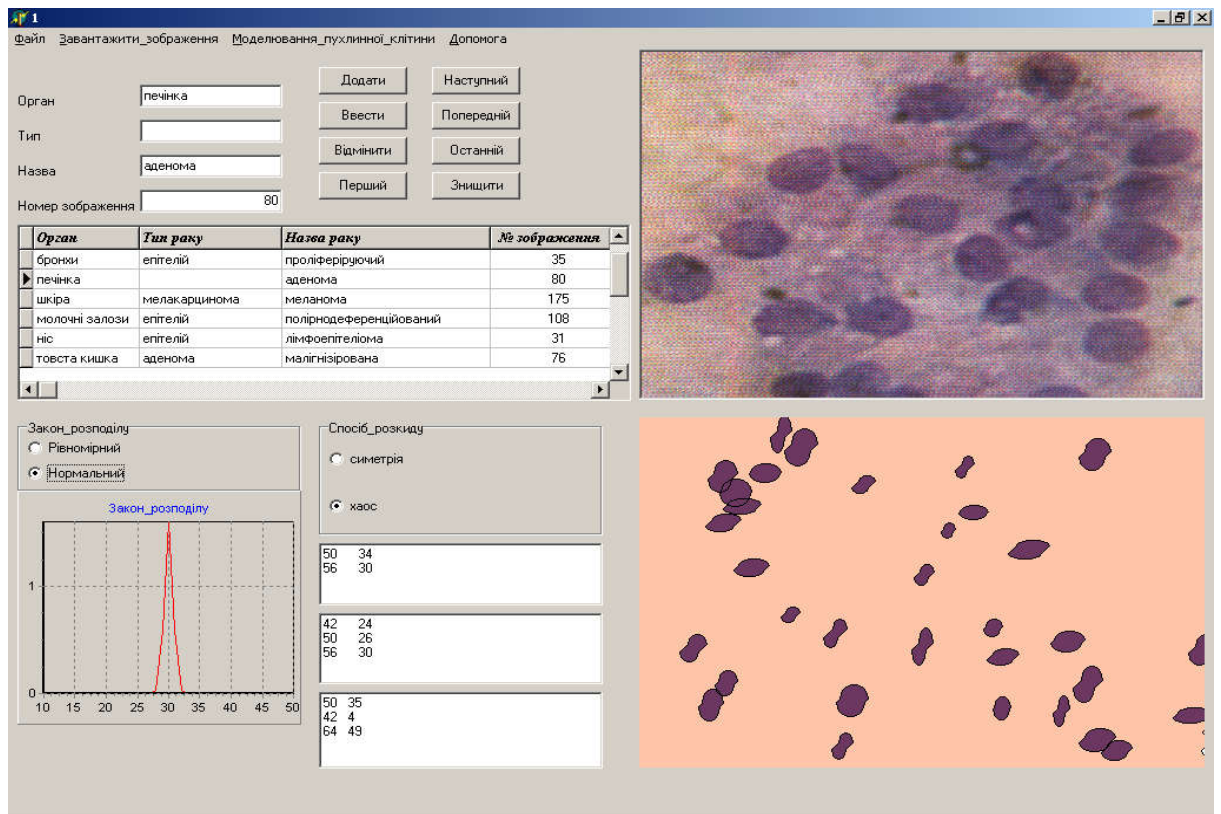 1
Файл Завантажити_зображення Моделювання_пухлинної_клітини Допомога
Орган печінка
Тип
Назва аденома
Номер зображення 80
Додати Наступний
Ввести Попередній
Відмінити Останній
Перший Знищити
Орган Тип раку Назва раку № зображення
бронхи епітелій проліферіруючий 35
печінка аденома 80
шкіра мелакарцинома меланома 175
молочні залози епітелій полірнодеференційований 108
ніс епітелій лімфоепітеліома 31
товста кишка аденома малігнізірована 76
Закон_розподілу
Рівномірний
Нормальний
Закон_розподілу
1
0
10 15 20 25 30 35 40 45 50
Спосіб_розкиду
симетрія
хаос
50 34
56 30
42 24
50 26
56 30
50 35
42 4
64 49